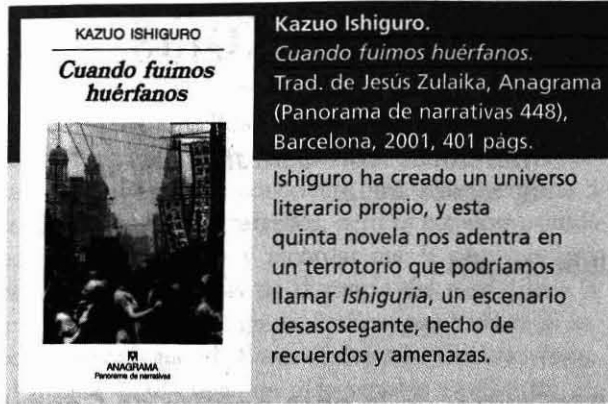 KAZUO ISHIGURO
Cuando fuimos
huérfanos
ANAGRAMA
Panorama de narrativas
Kazuo Ishiguro.
Cuando fuimos huérfanos.
Trad. de Jesús Zulaika, Anagrama
(Panorama de narrativas 448),
Barcelona, 2001, 401 págs.
Ishiguro ha creado un universo
literario propio, y esta
quinta novela nos adentra en
un terrotorio que podríamos
llamar Ishiguria, un escenario
desasosegante, hecho de
recuerdos y amenazas.